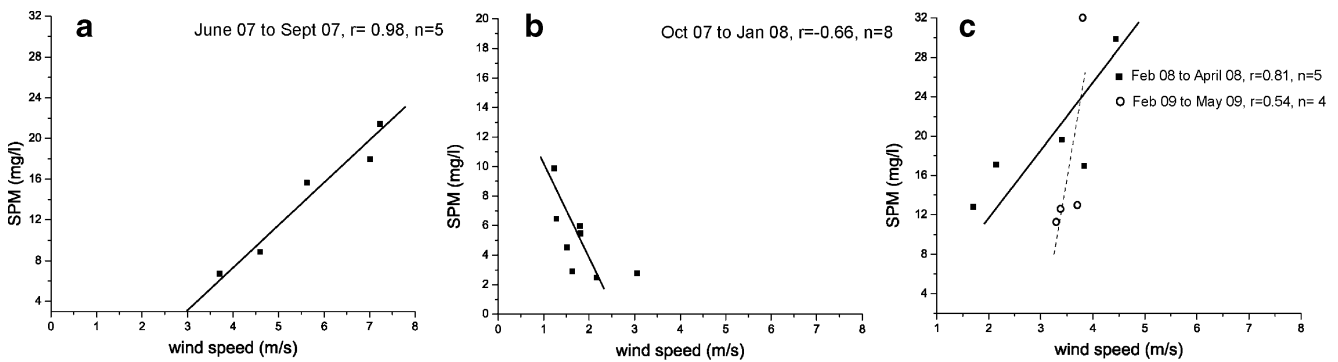 a
June 07 to Sept 07, r= 0.98, n=5
32
28
24
20
16
12
8
4
SPM (mg/l)
0 1 2 3 4 5 6 7 8
wind speed (m/s)
b
Oct 07 to Jan 08, r=-0.66, n=8
20
18
16
14
12
10
8
6
4
2
0
SPM (mg/l)
0 1 2 3 4 5 6 7 8
wind speed (m/s)
c
Feb 08 to April 08, r=0.81, n=5
Feb 09 to May 09, r=0.54, n= 4
32
28
24
20
16
12
8
4
SPM (mg/l)
1 2 3 4 5 6 7 8
wind speed (m/s)